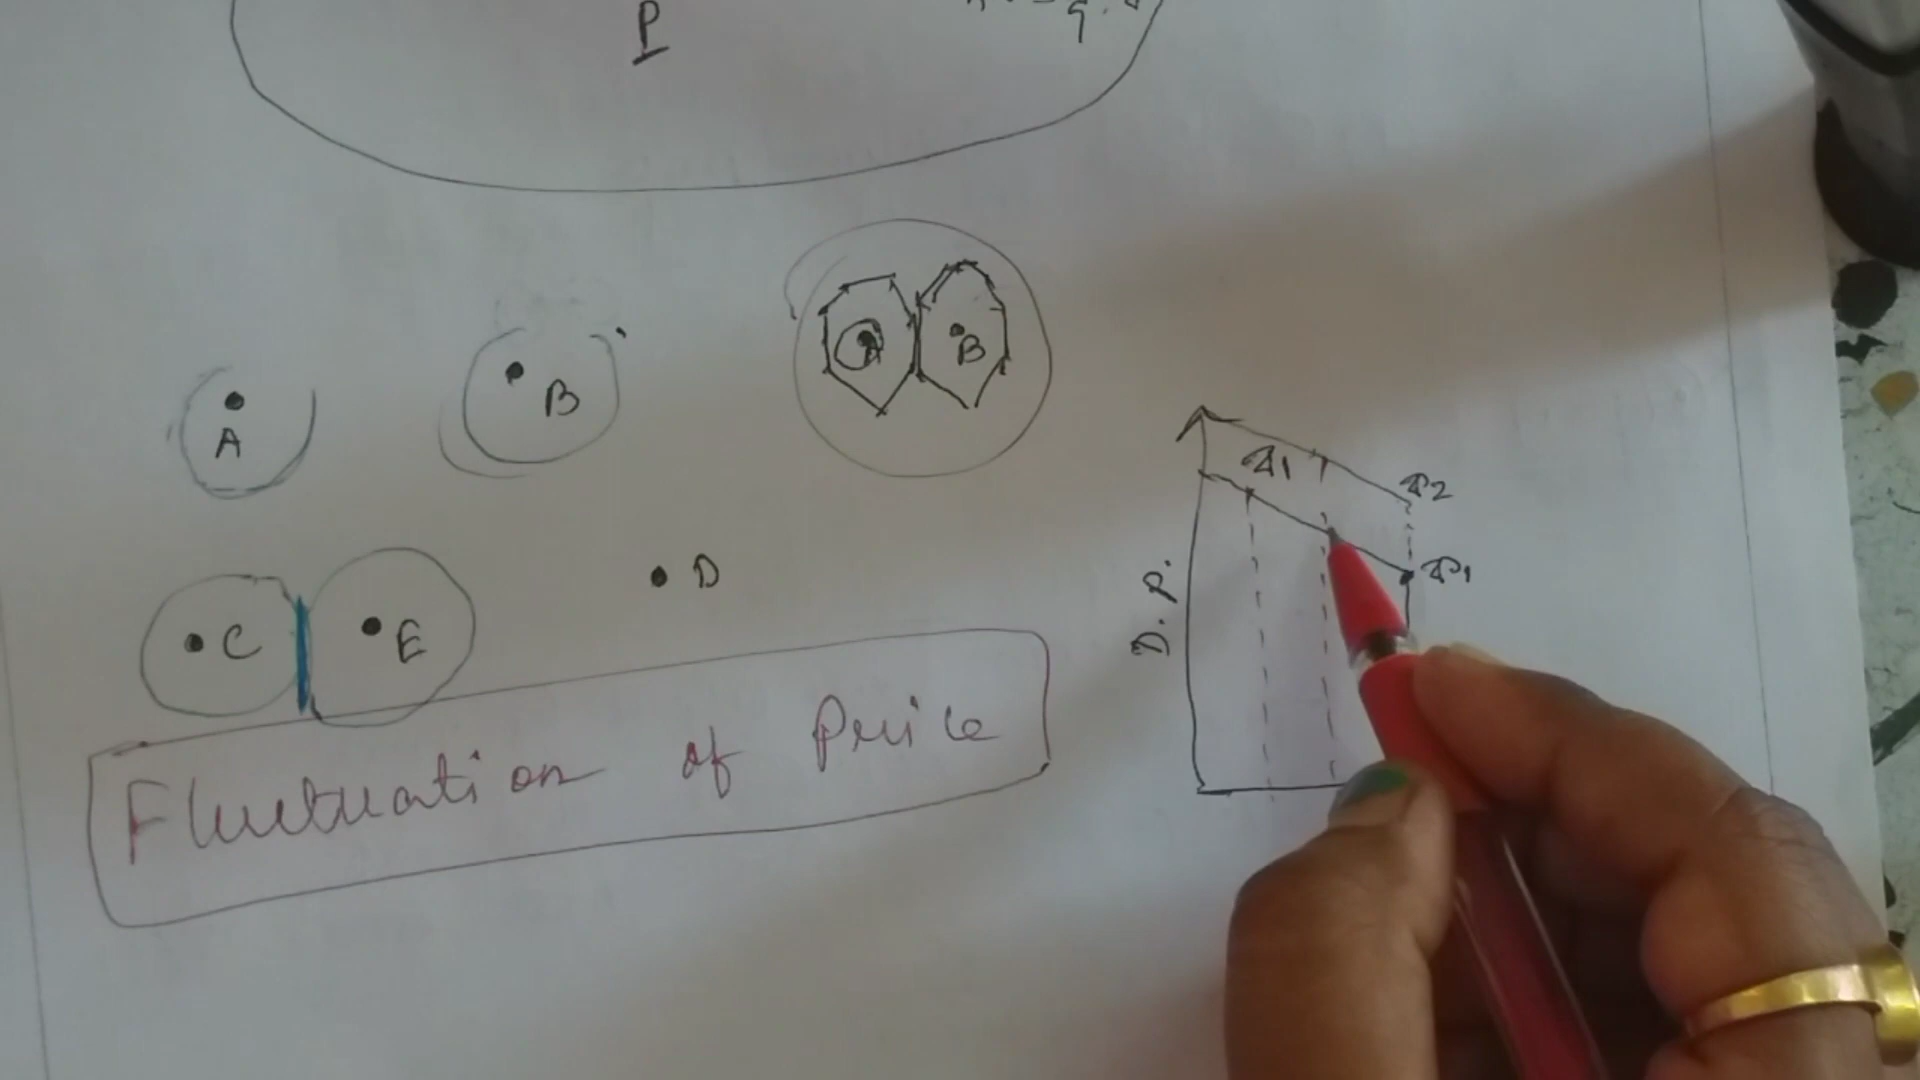 P
A
B
A
B
C
E
D
Fluctuation of Price
D. P.